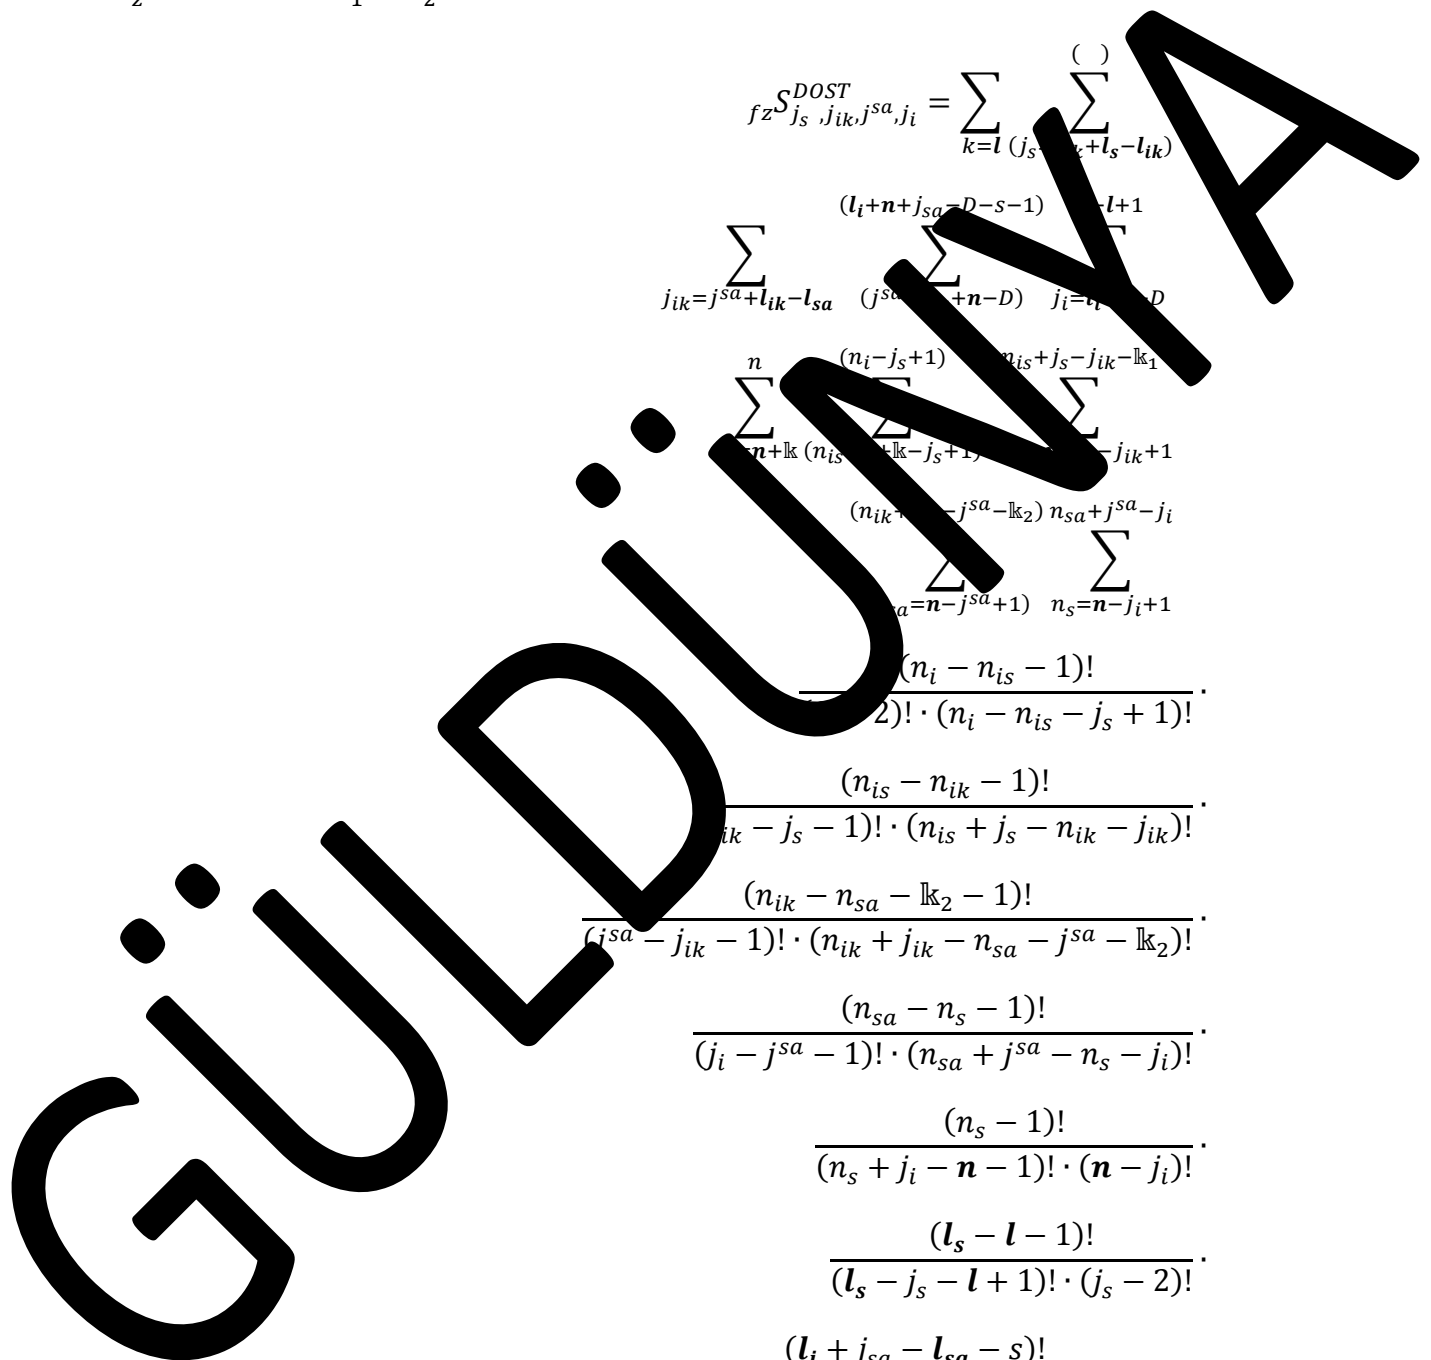 z 1 2
( )
fzS^{DOST}_{j_s ,j_{ik},j^{sa},j_i} = ∑ ∑
k=l (j_s k+l_s−l_{ik})
(l_i+n+j_{sa}−D−s−1) −l+1
∑ ∑
j_{ik}=j^{sa}+l_{ik}−l_{sa} (j^{sa} +n−D) j_i=l_i −D
n (n_i−j_s+1) n_{is}+j_s−j_{ik}−𝕜_1
∑ ∑ ∑
=n+𝕜 (n_{is} +𝕜−j_s+1) −j_{ik}+1
(n_{ik}+ −j^{sa}−𝕜_2) n_{sa}+j^{sa}−j_i
∑ ∑
sa=n−j^{sa}+1) n_s=n−j_i+1
(n_i − n_{is} − 1)!
2)! · (n_i − n_{is} − j_s + 1)! ·
(n_{is} − n_{ik} − 1)!
ik − j_s − 1)! · (n_{is} + j_s − n_{ik} − j_{ik})! ·
(n_{ik} − n_{sa} − 𝕜_2 − 1)!
(j^{sa} − j_{ik} − 1)! · (n_{ik} + j_{ik} − n_{sa} − j^{sa} − 𝕜_2)! ·
(n_{sa} − n_s − 1)!
(j_i − j^{sa} − 1)! · (n_{sa} + j^{sa} − n_s − j_i)! ·
(n_s − 1)!
(n_s + j_i − n − 1)! · (n − j_i)! ·
(l_s − l − 1)!
(l_s − j_s − l + 1)! · (j_s − 2)! ·
(l_i + j_{sa} − l_{sa} − s)!
GÜLDÜNYA